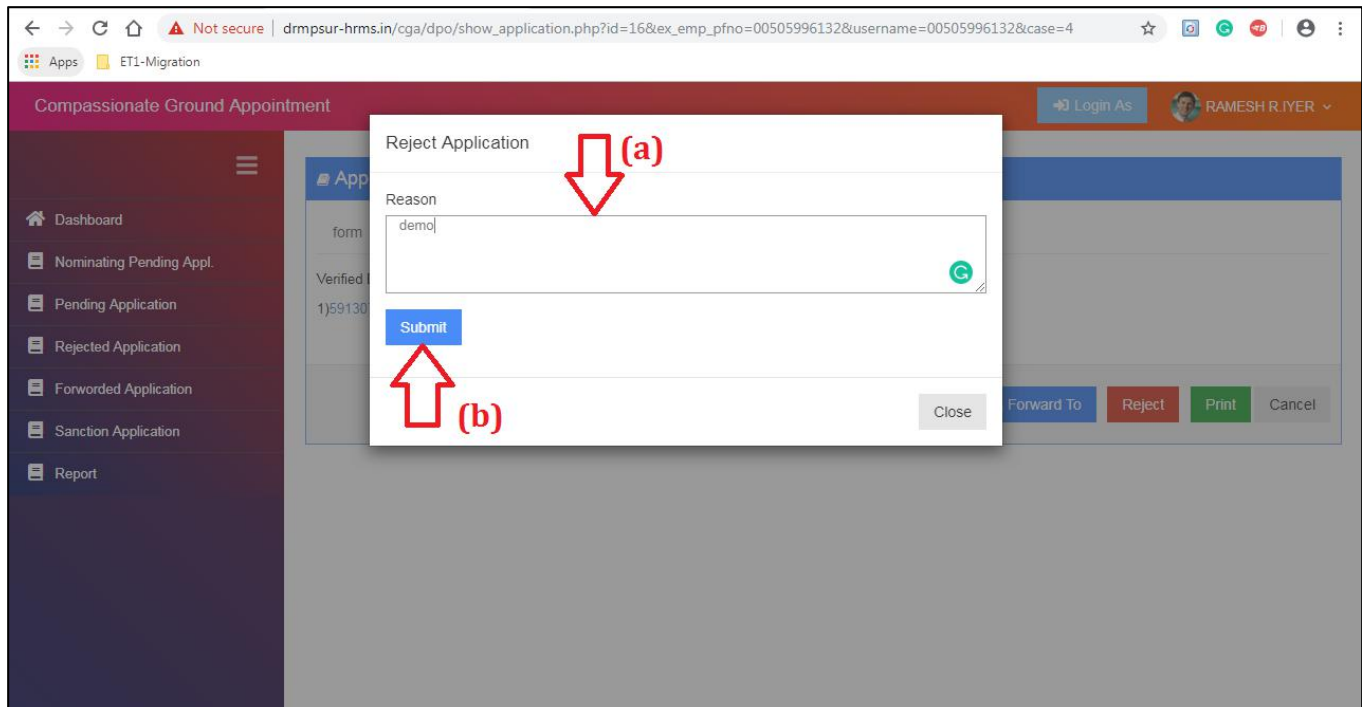 Not secure | drmpsur-hrms.in/cga/dpo/show_application.php?id=16&ex_emp_pfno=00505996132&username=00505996132&case=4
Apps ET1-Migration
Compassionate Ground Appointment
Login As
RAMESH R.IYER
Reject Application
(a)
App
Reason
demo
form
Verified
1)59130
Submit
(b)
Close
Forward To Reject Print Cancel
Dashboard
Nominating Pending Appl.
Pending Application
Rejected Application
Forworded Application
Sanction Application
Report